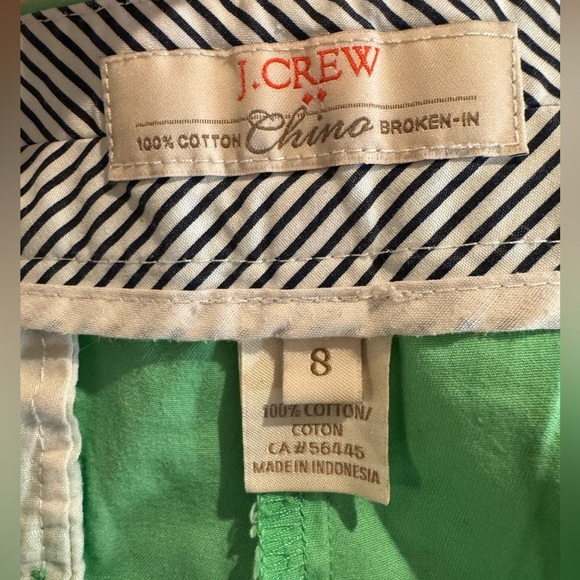 J.CREW
100% COTTON Chino BROKEN-IN
8
100% COTTON/
COTON
CA # 56445
MADE IN INDONESIA